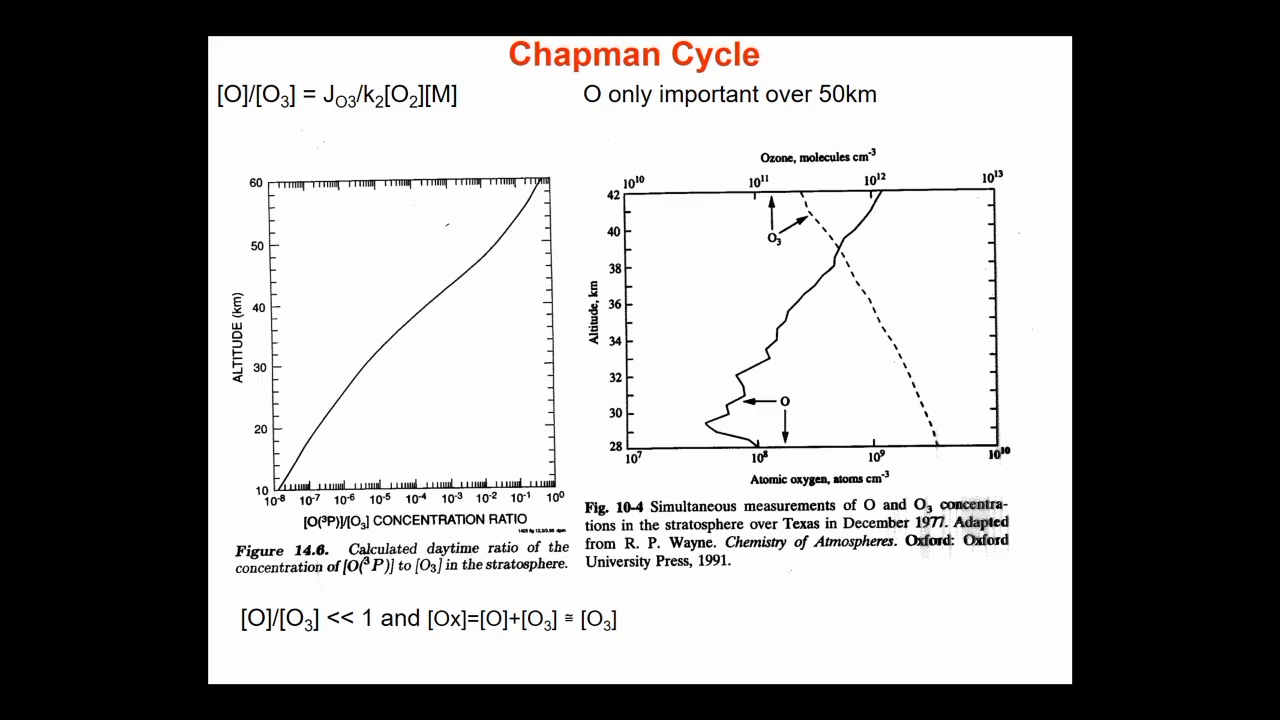 Chapman Cycle
[O]/[O₃] = J_O3/k₂[O₂][M]
O only important over 50km
60
50
40
30
20
10
ALTITUDE (km)
10⁻⁸ 10⁻⁷ 10⁻⁶ 10⁻⁵ 10⁻⁴ 10⁻³ 10⁻² 10⁻¹ 10⁰
[O(³P)]/[O₃] CONCENTRATION RATIO
Figure 14.6. Calculated daytime ratio of the
concentration of [O(³P)] to [O₃] in the stratosphere.
Ozone, molecules cm⁻³
10¹⁰ 10¹¹ 10¹² 10¹³
42
40
38
36
34
32
30
28
Altitude, km
O₃
O
10⁷ 10⁸ 10⁹ 10¹⁰
Atomic oxygen, atoms cm⁻³
Fig. 10-4 Simultaneous measurements of O and O₃ concentra-
tions in the stratosphere over Texas in December 1977. Adapted
from R. P. Wayne. Chemistry of Atmospheres. Oxford: Oxford
University Press, 1991.
[O]/[O₃] << 1 and [Ox]=[O]+[O₃] ≅ [O₃]